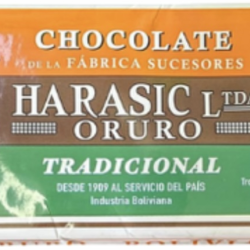 CHOCOLATE
DE LA FÁBRICA SUCESORES
HARASIC LTDA
ORURO
TRADICIONAL
DESDE 1909 AL SERVICIO DEL PAÍS
Industria Boliviana